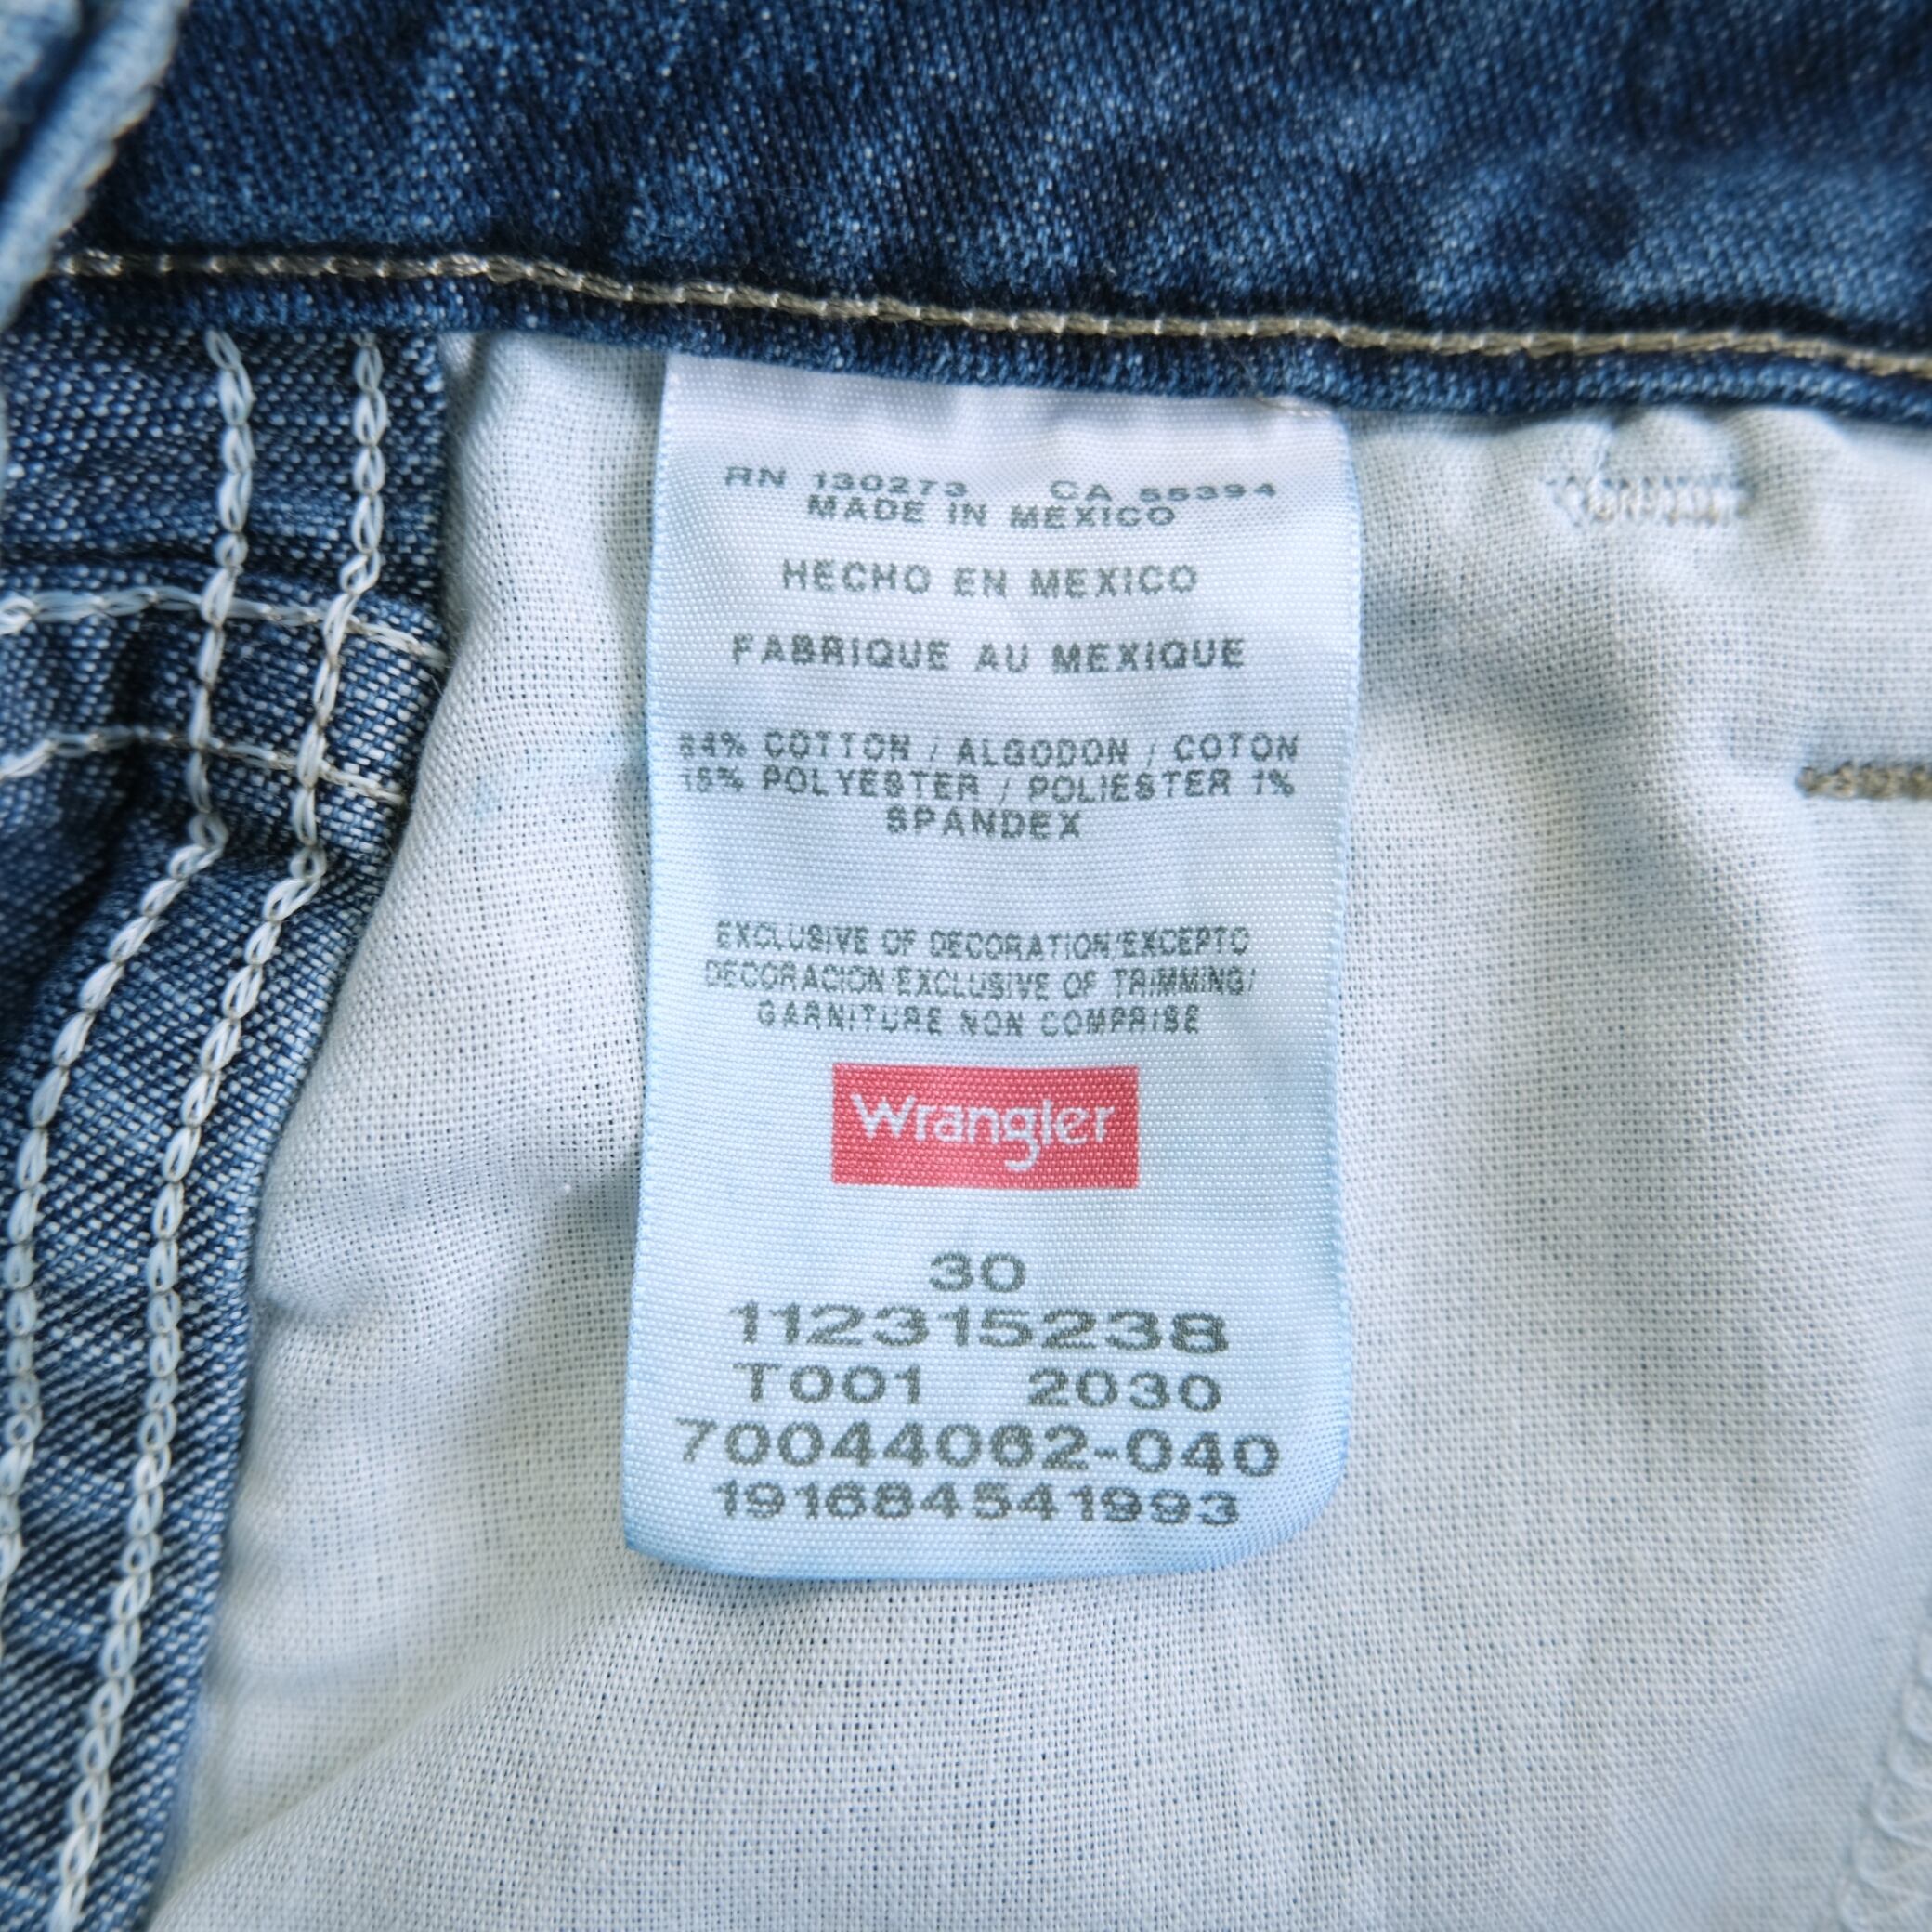 RN 130273 CA 55394
MADE IN MEXICO
HECHO EN MEXICO
FABRIQUE AU MEXIQUE
84% COTTON / ALGODON / COTON
15% POLYESTER / POLIESTER 1%
SPANDEX
EXCLUSIVE OF DECORATION/EXCEPTO
DECORACION/EXCLUSIVE OF TRIMMING/
GARNITURE NON COMPRISE
Wrangler
30
112315238
T001 2030
70044062-040
191684541993